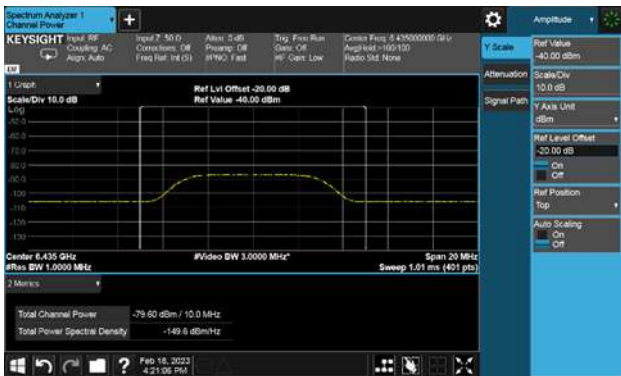 Spectrum Analyzer 1
Channel Power
+
Amplitude
KEYSIGHT Input: RF
Coupling: AC
Align: Auto
Input Z: 50 Ω
Corrections: Off
Freq Ref: Int (S)
Atten: 0 dB
Preamp: Off
Trig: Free Run
Gate: Off
#IF Gain: Low
Center Freq: 6.435000000 GHz
Avg|Hold:>100/100
Radio Std: None
1 Graph
Scale/Div 10.0 dB
Ref Lvl Offset -20.00 dB
Ref Value -40.00 dBm
Log
-50.0
-60.0
-70.0
-80.0
-90.0
-100
-110
-120
-130
Center 6.435 GHz
#Res BW 1.0000 MHz
#Video BW 3.0000 MHz*
Span 20 MHz
Sweep 1.01 ms (401 pts)
2 Metrics
Total Channel Power -79.60 dBm / 10.0 MHz
Total Power Spectral Density -149.6 dBm/Hz
?
Feb 18, 2023
4:21:06 PM
Y Scale
Attenuation
Signal Path
Ref Value
-40.00 dBm
Scale/Div
10.0 dB
Y Axis Unit
dBm
Ref Level Offset
-20.00 dB
On
Off
Ref Position
Top
Auto Scaling
On
Off